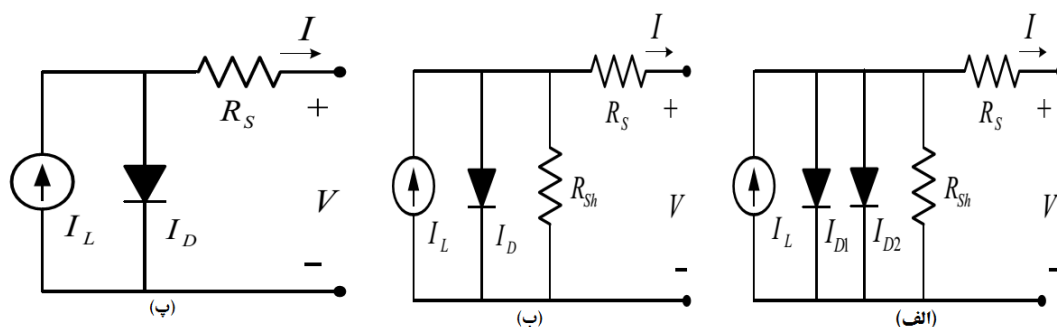 I
R_S
+
I_L
I_D
V
-
(پ)
I
R_S
+
I_L
I_D
R_Sh
V
-
(ب)
I
R_S
+
I_L
I_D1
I_D2
R_Sh
V
-
(الف)